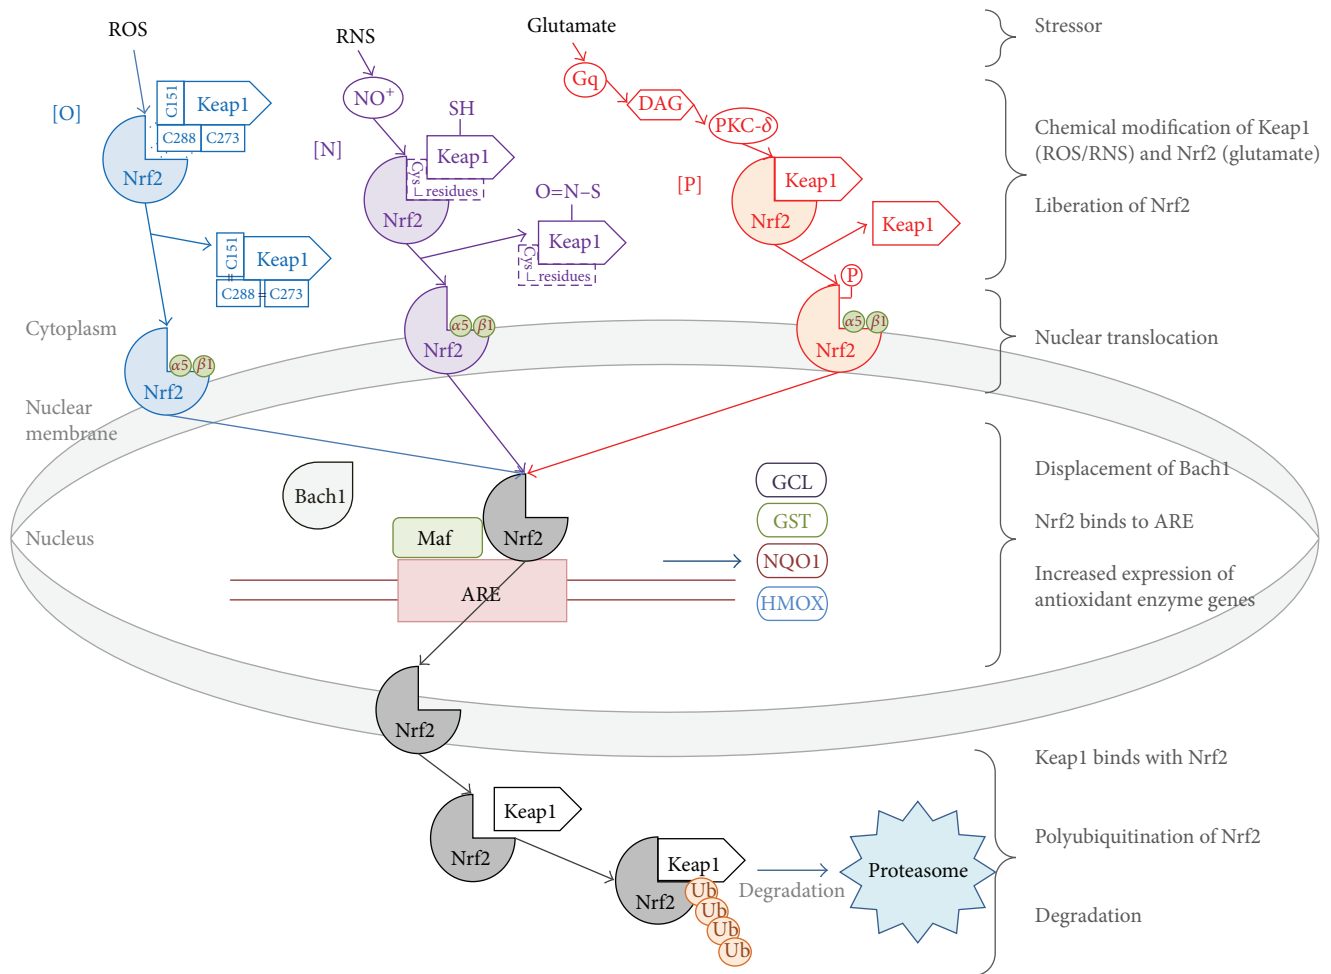 ROS
RNS
Glutamate
Stressor
[O]
C151
Keap1
C288
C273
Nrf2
C151
Keap1
=
C288
=
C273
NO+
[N]
SH
Keap1
Cys
residues
Nrf2
O=N–S
Keap1
Cys
residues
Gq
DAG
PKC-δ
[P]
Keap1
Nrf2
Keap1
P
Chemical modification of Keap1
(ROS/RNS) and Nrf2 (glutamate)
Liberation of Nrf2
Cytoplasm
α5
β1
Nrf2
α5
β1
Nrf2
α5
β1
Nrf2
Nuclear translocation
Nuclear
membrane
Nucleus
Bach1
Maf
Nrf2
ARE
GCL
GST
NQO1
HMOX
Displacement of Bach1
Nrf2 binds to ARE
Increased expression of
antioxidant enzyme genes
Nrf2
Keap1
Nrf2
Keap1
Nrf2
Ub
Ub
Ub
Ub
Degradation
Proteasome
Keap1 binds with Nrf2
Polyubiquitination of Nrf2
Degradation